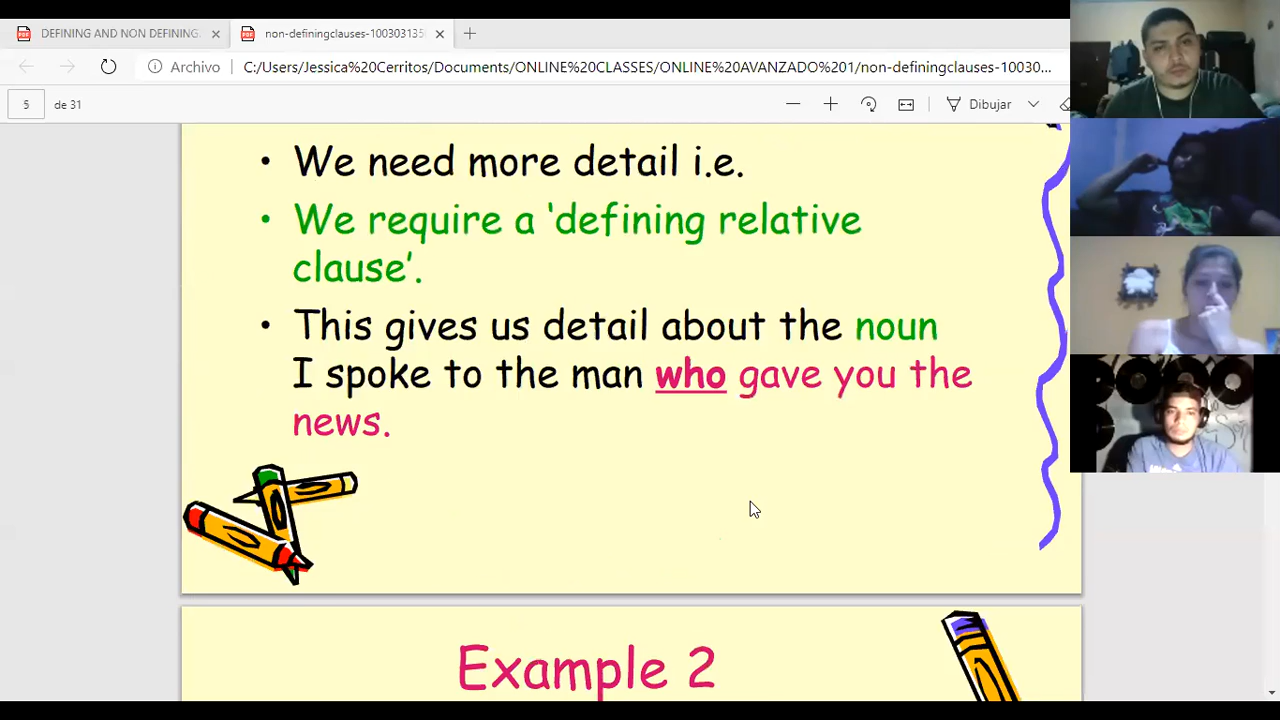 DEFINING AND NON DEFINING.
non-definingclauses-100303135
Archivo
C:/Users/Jessica%20Cerritos/Documents/ONLINE%20CLASSES/ONLINE%20AVANZADO%201/non-definingclauses-10030...
5 de 31
Dibujar
• We need more detail i.e.
• We require a ‘defining relative
clause’.
• This gives us detail about the noun
I spoke to the man who gave you the
news.
Example 2